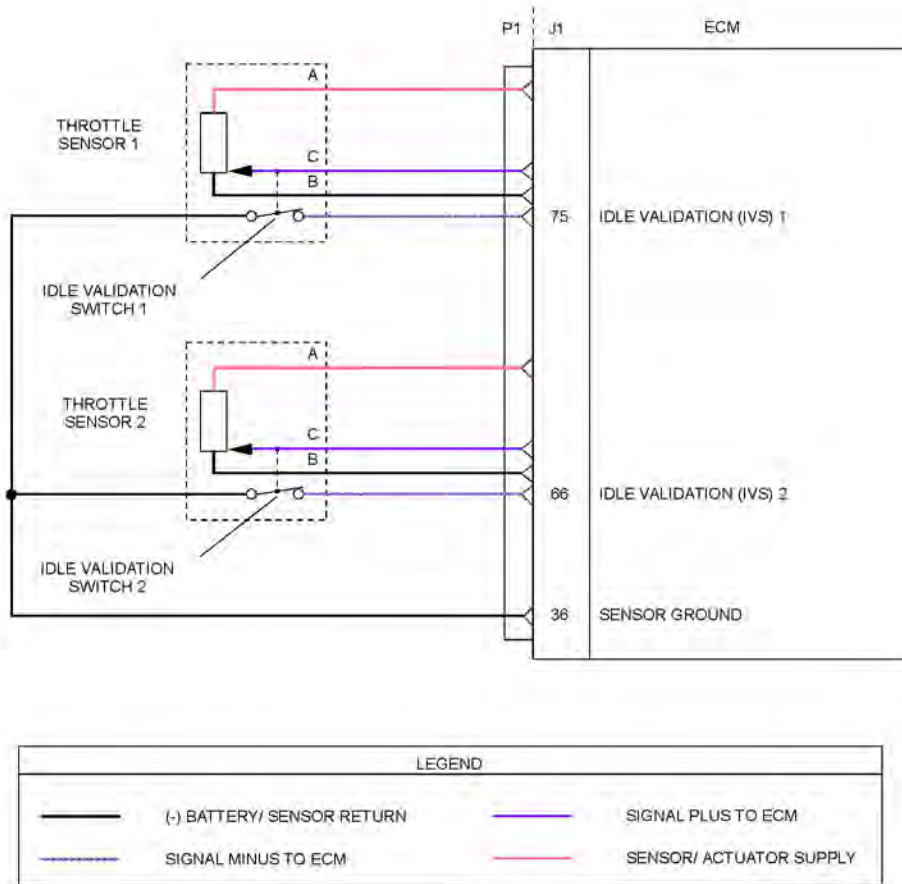 P1 J1 ECM
A
THROTTLE
SENSOR 1
C
B
75 IDLE VALIDATION (IVS) 1
IDLE VALIDATION
SWITCH 1
A
THROTTLE
SENSOR 2
C
B
66 IDLE VALIDATION (IVS) 2
IDLE VALIDATION
SWITCH 2
36 SENSOR GROUND
LEGEND
(-) BATTERY/ SENSOR RETURN
SIGNAL PLUS TO ECM
SIGNAL MINUS TO ECM
SENSOR/ ACTUATOR SUPPLY